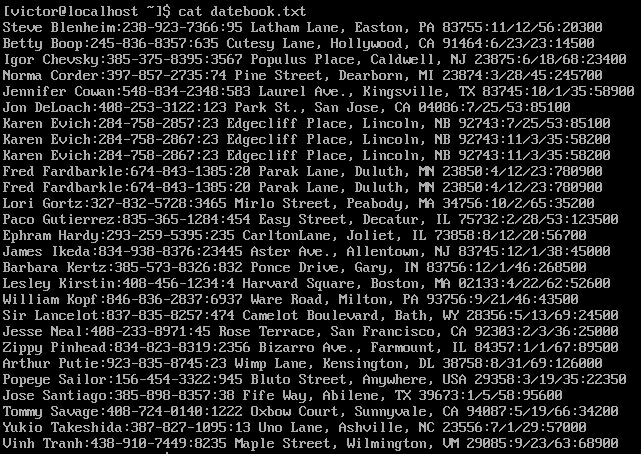 [victor@localhost ~]$ cat datebook.txt
Steve Blenheim:238-923-7366:95 Latham Lane, Easton, PA 83755:11/12/56:20300
Betty Boop:245-836-8357:635 Cutesy Lane, Hollywood, CA 91464:6/23/23:14500
Igor Chevsky:385-375-8395:3567 Populus Place, Caldwell, NJ 23875:6/18/68:23400
Norma Corder:397-857-2735:74 Pine Street, Dearborn, MI 23874:3/28/45:245700
Jennifer Cowan:548-834-2348:583 Laurel Ave., Kingsville, TX 83745:10/1/35:58900
Jon DeLoach:408-253-3122:123 Park St., San Jose, CA 04086:7/25/53:85100
Karen Evich:284-758-2857:23 Edgecliff Place, Lincoln, NB 92743:7/25/53:85100
Karen Evich:284-758-2867:23 Edgecliff Place, Lincoln, NB 92743:11/3/35:58200
Karen Evich:284-758-2867:23 Edgecliff Place, Lincoln, NB 92743:11/3/35:58200
Fred Fardbarkle:674-843-1385:20 Parak Lane, Duluth, MN 23850:4/12/23:780900
Fred Fardbarkle:674-843-1385:20 Parak Lane, Duluth, MN 23850:4/12/23:780900
Lori Gortz:327-832-5728:3465 Mirlo Street, Peabody, MA 34756:10/2/65:35200
Paco Gutierrez:835-365-1284:454 Easy Street, Decatur, IL 75732:2/28/53:123500
Ephram Hardy:293-259-5395:235 CarltonLane, Joliet, IL 73858:8/12/20:56700
James Ikeda:834-938-8376:23445 Aster Ave., Allentown, NJ 83745:12/1/38:45000
Barbara Kertz:385-573-8326:832 Ponce Drive, Gary, IN 83756:12/1/46:268500
Lesley Kirstin:408-456-1234:4 Harvard Square, Boston, MA 02133:4/22/62:52600
William Kopf:846-836-2837:6937 Ware Road, Milton, PA 93756:9/21/46:43500
Sir Lancelot:837-835-8257:474 Camelot Boulevard, Bath, WY 28356:5/13/69:24500
Jesse Neal:408-233-8971:45 Rose Terrace, San Francisco, CA 92303:2/3/36:25000
Zippy Pinhead:834-823-8319:2356 Bizarro Ave., Farmount, IL 84357:1/1/67:89500
Arthur Putie:923-835-8745:23 Wimp Lane, Kensington, DL 38758:8/31/69:126000
Popeye Sailor:156-454-3322:945 Bluto Street, Anywhere, USA 29358:3/19/35:22350
Jose Santiago:385-898-8357:38 Fife Way, Abilene, TX 39673:1/5/58:95600
Tommy Savage:408-724-0140:1222 Oxbow Court, Sunnyvale, CA 94087:5/19/66:34200
Yukio Takeshida:387-827-1095:13 Uno Lane, Ashville, NC 23556:7/1/29:57000
Vinh Tranh:438-910-7449:8235 Maple Street, Wilmington, VM 29085:9/23/63:68900